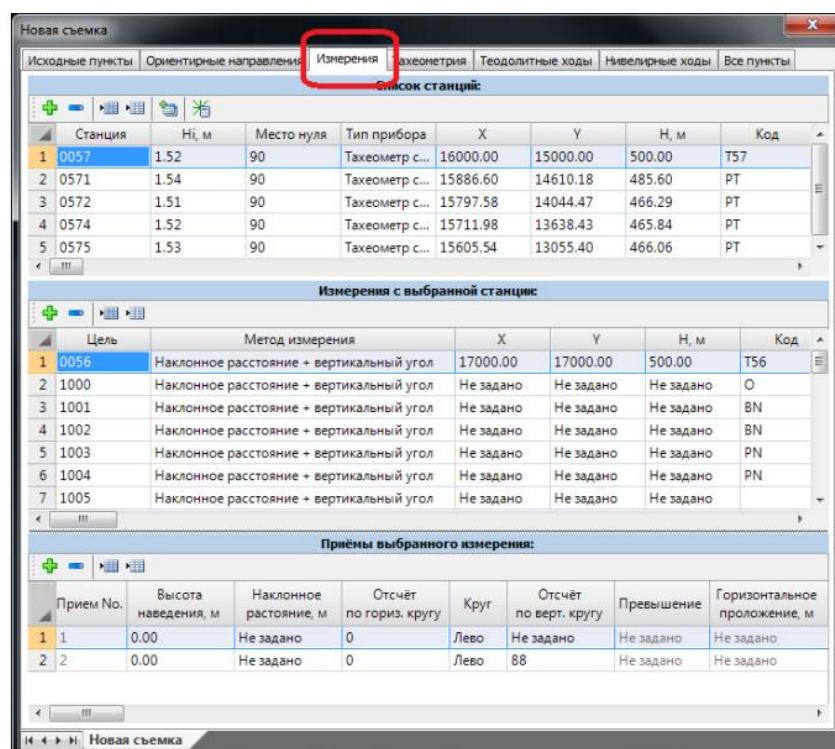 Новая съемка
Исходные пункты Ориентирные направления Измерения Тахеометрия Теодолитные ходы Нивелирные ходы Все пункты
Список станций:
Станция Hi, м Место нуля Тип прибора X Y Н, м Код
1 0057 1.52 90 Тахеометр с... 16000.00 15000.00 500.00 T57
2 0571 1.54 90 Тахеометр с... 15886.60 14610.18 485.60 PT
3 0572 1.51 90 Тахеометр с... 15797.58 14044.47 466.29 PT
4 0574 1.52 90 Тахеометр с... 15711.98 13638.43 465.84 PT
5 0575 1.53 90 Тахеометр с... 15605.54 13055.40 466.06 PT
Измерения с выбранной станции:
Цель Метод измерения X Y Н, м Код
1 0056 Наклонное расстояние + вертикальный угол 17000.00 17000.00 500.00 T56
2 1000 Наклонное расстояние + вертикальный угол Не задано Не задано Не задано O
3 1001 Наклонное расстояние + вертикальный угол Не задано Не задано Не задано BN
4 1002 Наклонное расстояние + вертикальный угол Не задано Не задано Не задано BN
5 1003 Наклонное расстояние + вертикальный угол Не задано Не задано Не задано PN
6 1004 Наклонное расстояние + вертикальный угол Не задано Не задано Не задано PN
7 1005 Наклонное расстояние + вертикальный угол Не задано Не задано Не задано
Приёмы выбранного измерения:
Прием No. Высота наведения, м Наклонное растояние, м Отсчёт по гориз. кругу Круг Отсчёт по верт. кругу Превышение Горизонтальное проложение, м
1 1 0.00 Не задано 0 Лево Не задано Не задано Не задано
2 2 0.00 Не задано 0 Лево 88 Не задано Не задано
Новая съемка